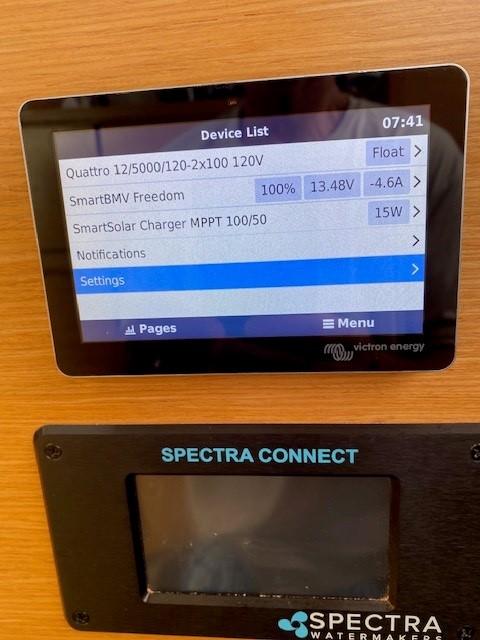 Device List 07:41
Quattro 12/5000/120-2x100 120V Float
SmartBMV Freedom 100% 13.48V -4.6A
SmartSolar Charger MPPT 100/50 15W
Notifications
Settings
Pages Menu
victron energy
SPECTRA CONNECT
SPECTRA
WATERMAKERS